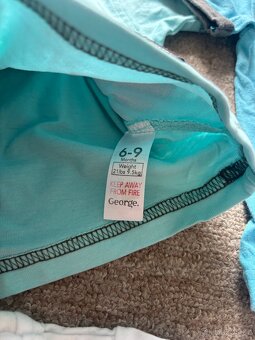 6-9
Months
Weight
21lbs 9.5kg
KEEP AWAY
FROM FIRE
George.